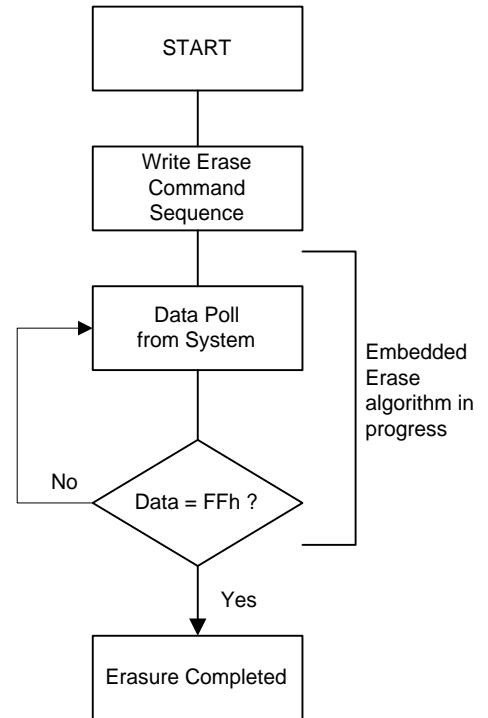 START
Write Erase
Command
Sequence
Data Poll
from System
Embedded
Erase
algorithm in
progress
No
Data = FFh ?
Yes
Erasure Completed